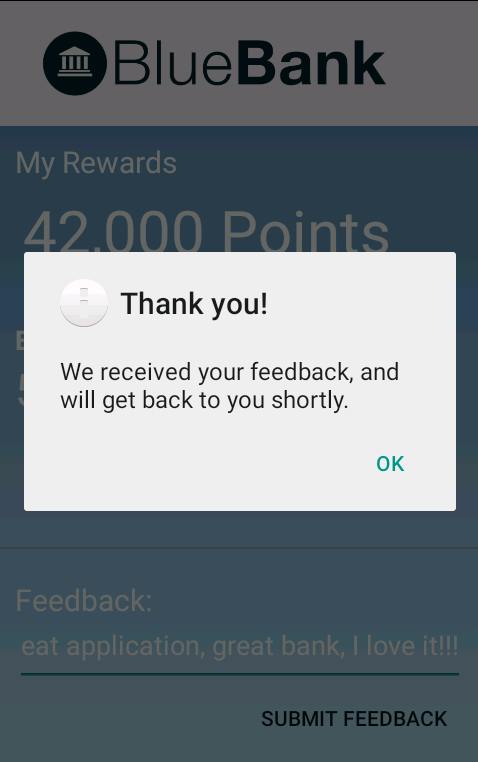 BlueBank
My Rewards
42,000 Points
Thank you!
We received your feedback, and
will get back to you shortly.
OK
Feedback:
eat application, great bank, I love it!!!
SUBMIT FEEDBACK